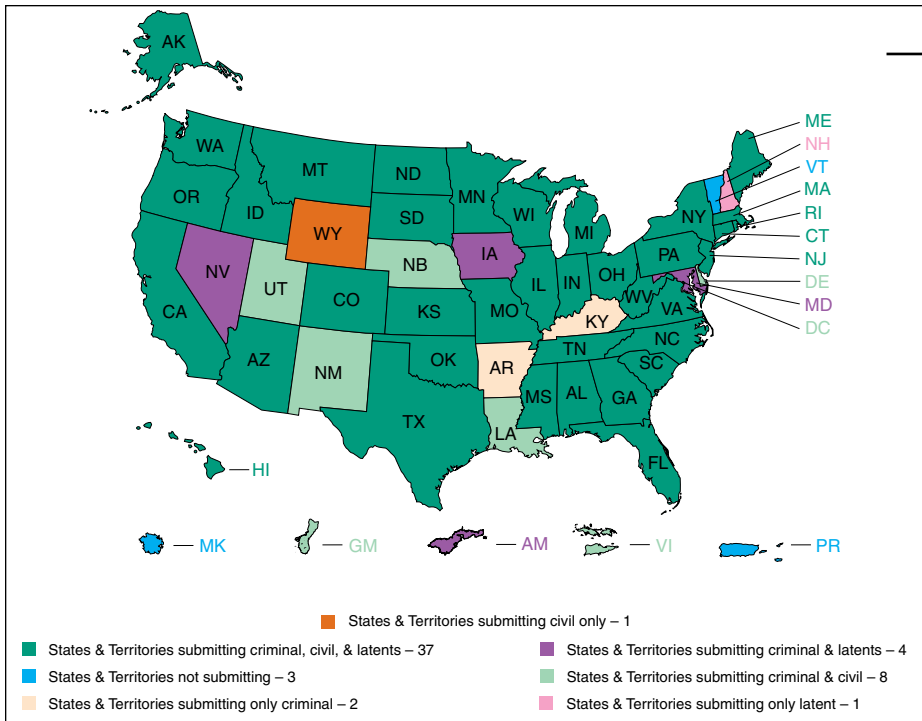 AK
WA
MT
ND
MN
OR
ID
SD
WI
MI
NY
WY
NV
UT
NB
IA
PA
CA
CO
IL
IN
OH
WV
VA
KS
MO
KY
AZ
NM
OK
AR
TN
NC
SC
TX
MS
AL
GA
LA
FL
HI
ME
NH
VT
MA
RI
CT
NJ
DE
MD
DC
MK
GM
AM
VI
PR
States & Territories submitting civil only – 1
States & Territories submitting criminal, civil, & latents – 37
States & Territories submitting criminal & latents – 4
States & Territories not submitting – 3
States & Territories submitting criminal & civil – 8
States & Territories submitting only criminal – 2
States & Territories submitting only latent – 1